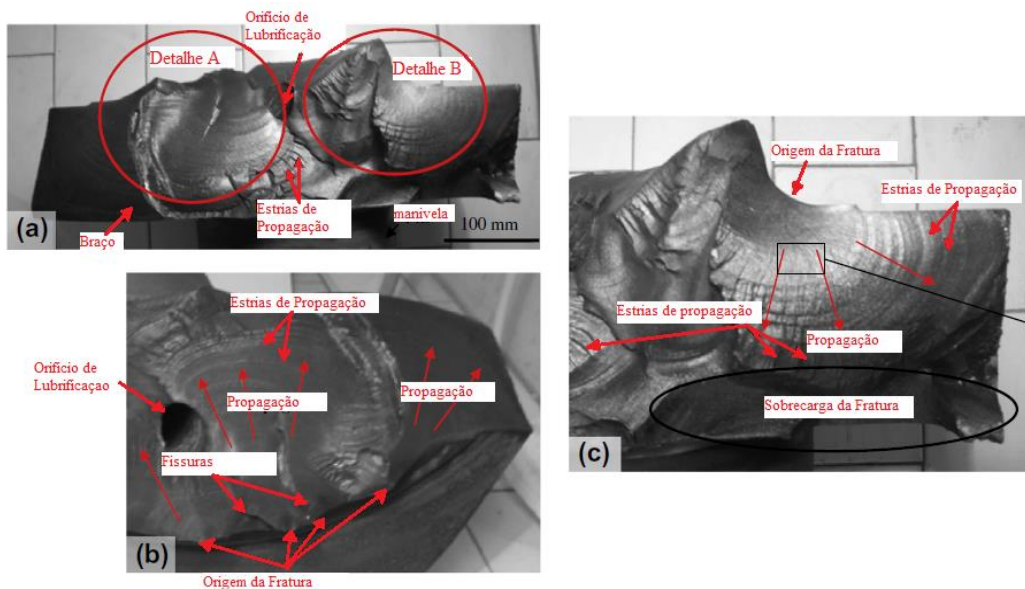 Orifício de
Lubrificação
Detalhe A
Detalhe B
Estrias de
Propagação
manivela
100 mm
Braço
(a)
Estrias de Propagação
Orifício de
Lubrificaçao
Propagação
Propagação
Fissuras
(b)
Origem da Fratura
Origem da Fratura
Estrias de Propagação
Estrias de propagação
Propagação
Sobrecarga da Fratura
(c)